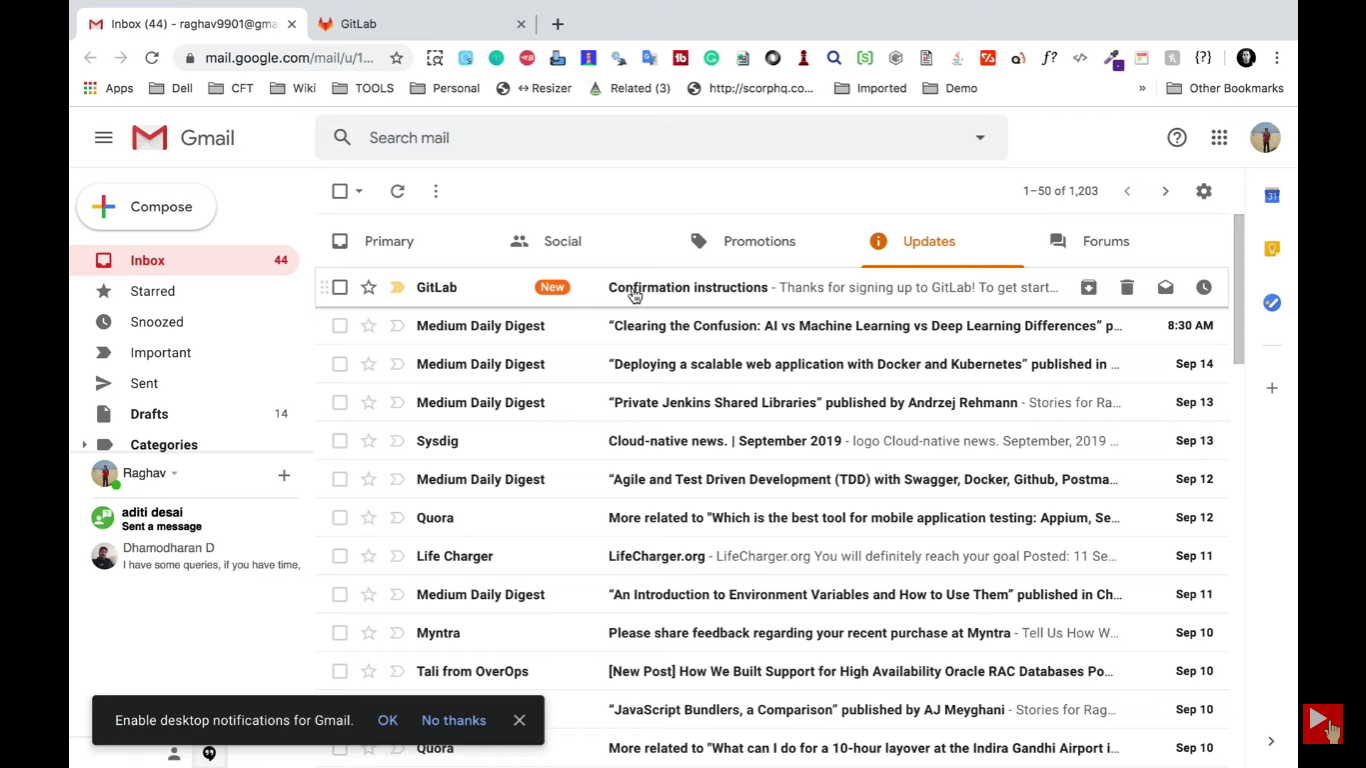 Inbox (44) - raghav9901@gma
GitLab
mail.google.com/mail/u/1...
Apps
Dell
CFT
Wiki
TOOLS
Personal
↔Resizer
Related (3)
http://scorphq.co...
Imported
Demo
»
Other Bookmarks
Gmail
Search mail
Compose
1–50 of 1,203
Primary
Social
Promotions
Updates
Forums
Inbox 44
Starred
Snoozed
Important
Sent
Drafts 14
Categories
Raghav
aditi desai
Sent a message
Dhamodharan D
I have some queries, if you have time,
GitLab New Confirmation instructions - Thanks for signing up to GitLab! To get start...
Medium Daily Digest “Clearing the Confusion: AI vs Machine Learning vs Deep Learning Differences” p... 8:30 AM
Medium Daily Digest “Deploying a scalable web application with Docker and Kubernetes” published in ... Sep 14
Medium Daily Digest “Private Jenkins Shared Libraries” published by Andrzej Rehmann - Stories for Ra... Sep 13
Sysdig Cloud-native news. | September 2019 - logo Cloud-native news. September, 2019 ... Sep 13
Medium Daily Digest “Agile and Test Driven Development (TDD) with Swagger, Docker, Github, Postma... Sep 12
Quora More related to "Which is the best tool for mobile application testing: Appium, Se... Sep 12
Life Charger LifeCharger.org - LifeCharger.org You will definitely reach your goal Posted: 11 Se... Sep 11
Medium Daily Digest “An Introduction to Environment Variables and How to Use Them” published in Ch... Sep 11
Myntra Please share feedback regarding your recent purchase at Myntra - Tell Us How W... Sep 10
Tali from OverOps [New Post] How We Built Support for High Availability Oracle RAC Databases Po... Sep 10
“JavaScript Bundlers, a Comparison” published by AJ Meyghani - Stories for Rag... Sep 10
Quora More related to "What can I do for a 10-hour layover at the Indira Gandhi Airport i... Sep 10
Enable desktop notifications for Gmail. OK No thanks